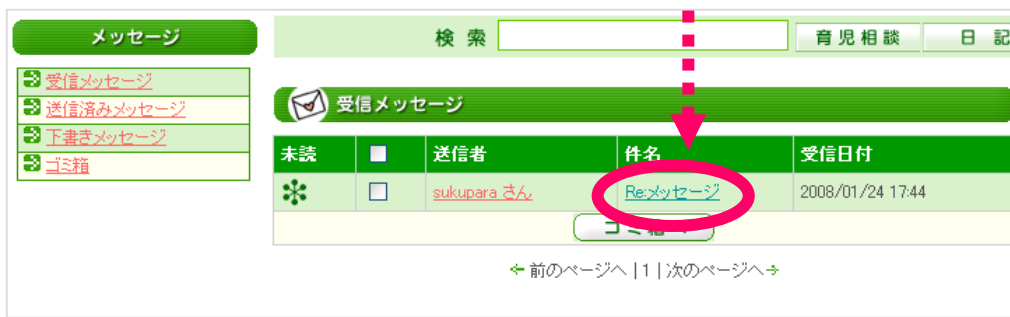 メッセージ
検 索
育児相談
日 記
受信メッセージ
送信済みメッセージ
下書きメッセージ
ゴミ箱
受信メッセージ
未読 送信者 件名 受信日付
sukupara さん Re:メッセージ 2008/01/24 17:44
前のページへ | 1 | 次のページへ